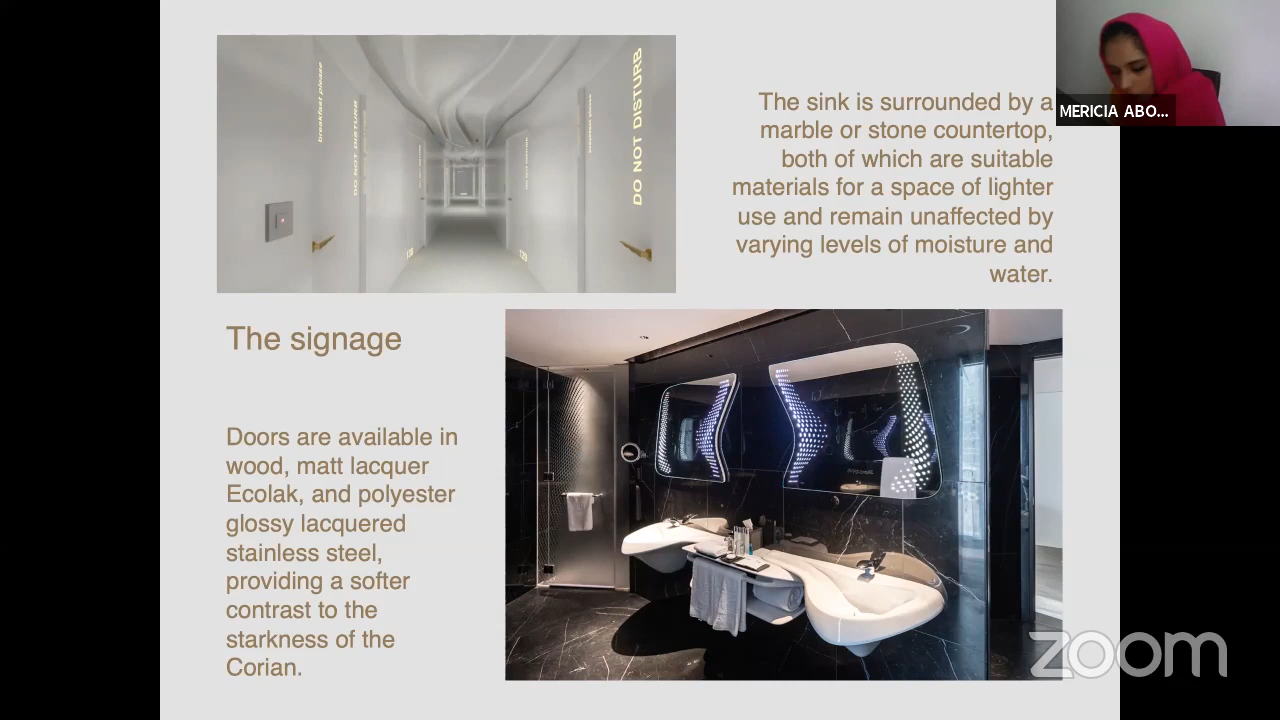 breakfast please
DO NOT DISTURB
DO NOT DISTURB
The sink is surrounded by a
marble or stone countertop,
both of which are suitable
materials for a space of lighter
use and remain unaffected by
varying levels of moisture and
water.
MERICIA ABO...
The signage
Doors are available in
wood, matt lacquer
Ecolak, and polyester
glossy lacquered
stainless steel,
providing a softer
contrast to the
starkness of the
Corian.
zoom